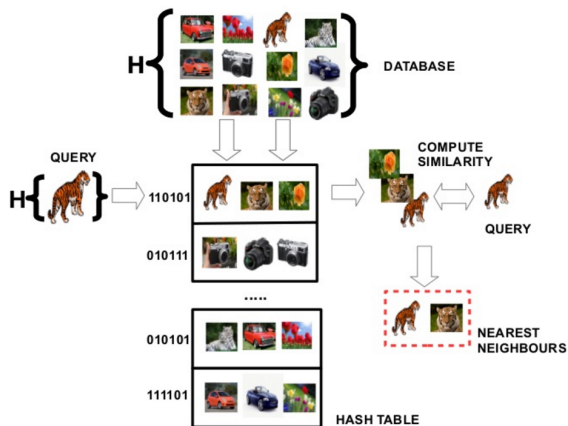 H
DATABASE
QUERY
H
COMPUTE
SIMILARITY
QUERY
110101
010111
.....
010101
111101
NEAREST
NEIGHBOURS
HASH TABLE